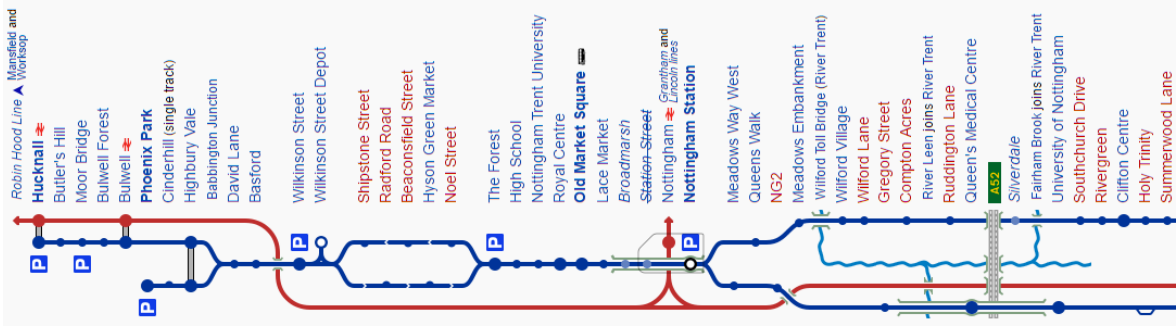 Robin Hood Line
Mansfield and
Worksop
Hucknall
Butler's Hill
Moor Bridge
Bulwell Forest
Bulwell
Phoenix Park
Cinderhill (single track)
Highbury Vale
Babbington Junction
David Lane
Basford
Wilkinson Street
Wilkinson Street Depot
Shipstone Street
Radford Road
Beaconsfield Street
Hyson Green Market
Noel Street
The Forest
High School
Nottingham Trent University
Royal Centre
Old Market Square
Lace Market
Broadmarsh
Station Street
Nottingham
Grantham and
Lincoln lines
Nottingham Station
Meadows Way West
Queens Walk
NG2
Meadows Embankment
Wilford Toll Bridge (River Trent)
Wilford Village
Wilford Lane
Gregory Street
Compton Acres
River Leen joins River Trent
Ruddington Lane
Queen's Medical Centre
A52
Silverdale
Fairham Brook joins River Trent
University of Nottingham
Southchurch Drive
Rivergreen
Clifton Centre
Holy Trinity
Summerwood Lane
P
P
P
P
P
P